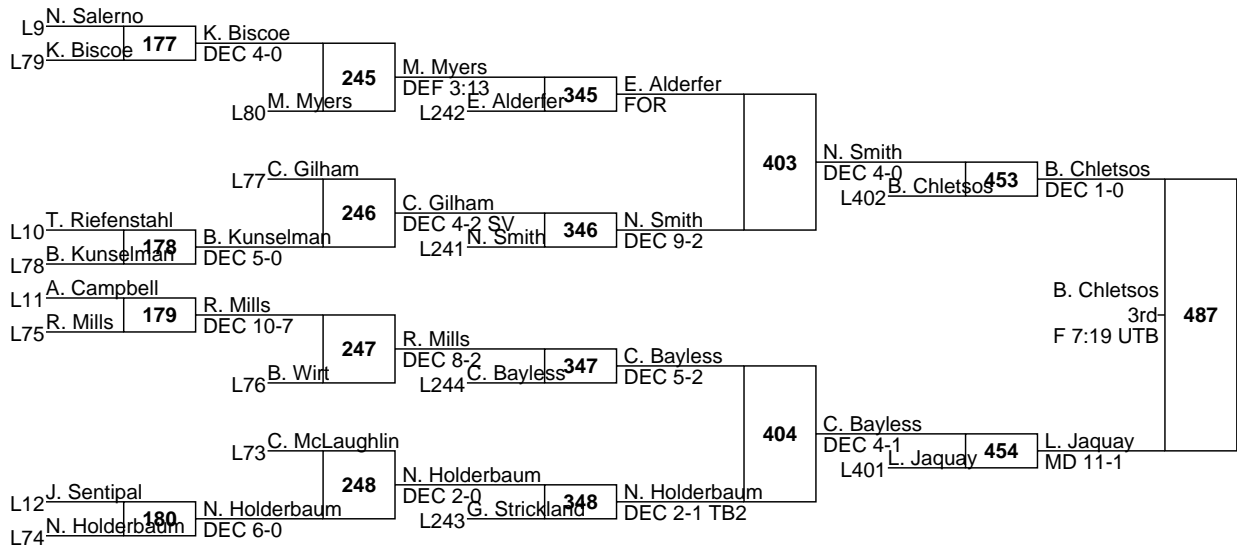 L9 N. Salerno
177
K. Biscoe
L79 K. Biscoe
DEC 4-0
245
M. Myers
DEF 3:13
L80 M. Myers
345
E. Alderfer
L242 E. Alderfer
FOR
403
N. Smith
DEC 4-0
453
B. Chletsos
L402 B. Chletsos
DEC 1-0
L77 C. Gilham
246
C. Gilham
DEC 4-2 SV
346
N. Smith
L241 N. Smith
DEC 9-2
L10 T. Riefenstahl
178
B. Kunselman
L78 B. Kunselman
DEC 5-0
L11 A. Campbell
179
R. Mills
L75 R. Mills
DEC 10-7
B. Chletsos
3rd
487
F 7:19 UTB
247
R. Mills
DEC 8-2
L76 B. Wirt
347
C. Bayless
L244 C. Bayless
DEC 5-2
404
C. Bayless
DEC 4-1
454
L. Jaquay
L401 L. Jaquay
MD 11-1
L73 C. McLaughlin
248
N. Holderbaum
DEC 2-0
348
N. Holderbaum
L243 G. Strickland
DEC 2-1 TB2
L12 J. Sentipal
180
N. Holderbaum
L74 N. Holderbaum
DEC 6-0